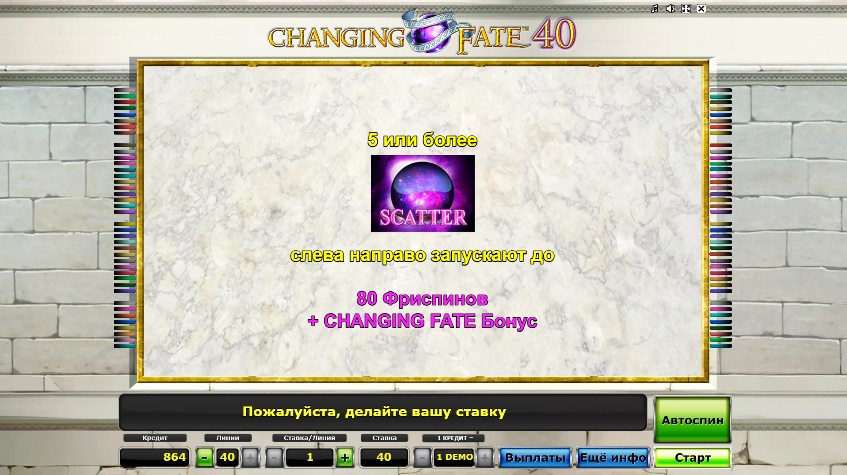 CHANGING FATE™ 40
5 или более
SCATTER
слева направо запускают до
80 Фриспинов
+ CHANGING FATE Бонус
Пожалуйста, делайте вашу ставку
Автоспин
Кредит Линии Ставка/Линия Ставка 1 КРЕДИТ =
864 - 40 + - 1 + 40 - 1 DEMO + Выплаты Ещё инфо Старт